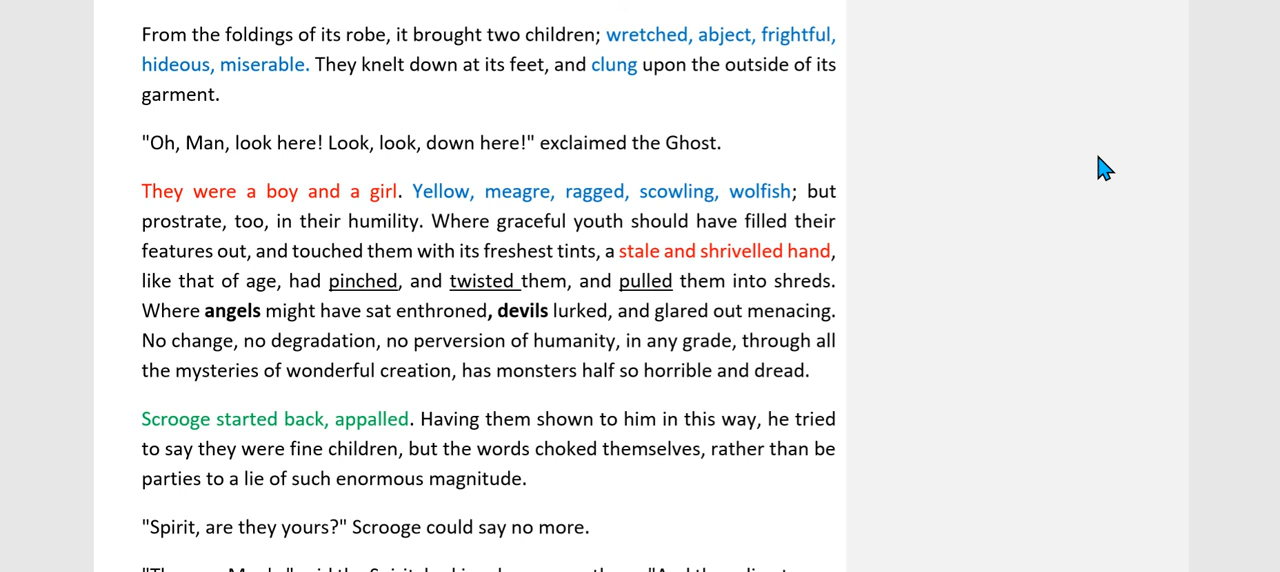 From the foldings of its robe, it brought two children; wretched, abject, frightful,
hideous, miserable. They knelt down at its feet, and clung upon the outside of its
garment.
"Oh, Man, look here! Look, look, down here!" exclaimed the Ghost.
They were a boy and a girl. Yellow, meagre, ragged, scowling, wolfish; but
prostrate, too, in their humility. Where graceful youth should have filled their
features out, and touched them with its freshest tints, a stale and shrivelled hand,
like that of age, had pinched, and twisted them, and pulled them into shreds.
Where angels might have sat enthroned, devils lurked, and glared out menacing.
No change, no degradation, no perversion of humanity, in any grade, through all
the mysteries of wonderful creation, has monsters half so horrible and dread.
Scrooge started back, appalled. Having them shown to him in this way, he tried
to say they were fine children, but the words choked themselves, rather than be
parties to a lie of such enormous magnitude.
"Spirit, are they yours?" Scrooge could say no more.